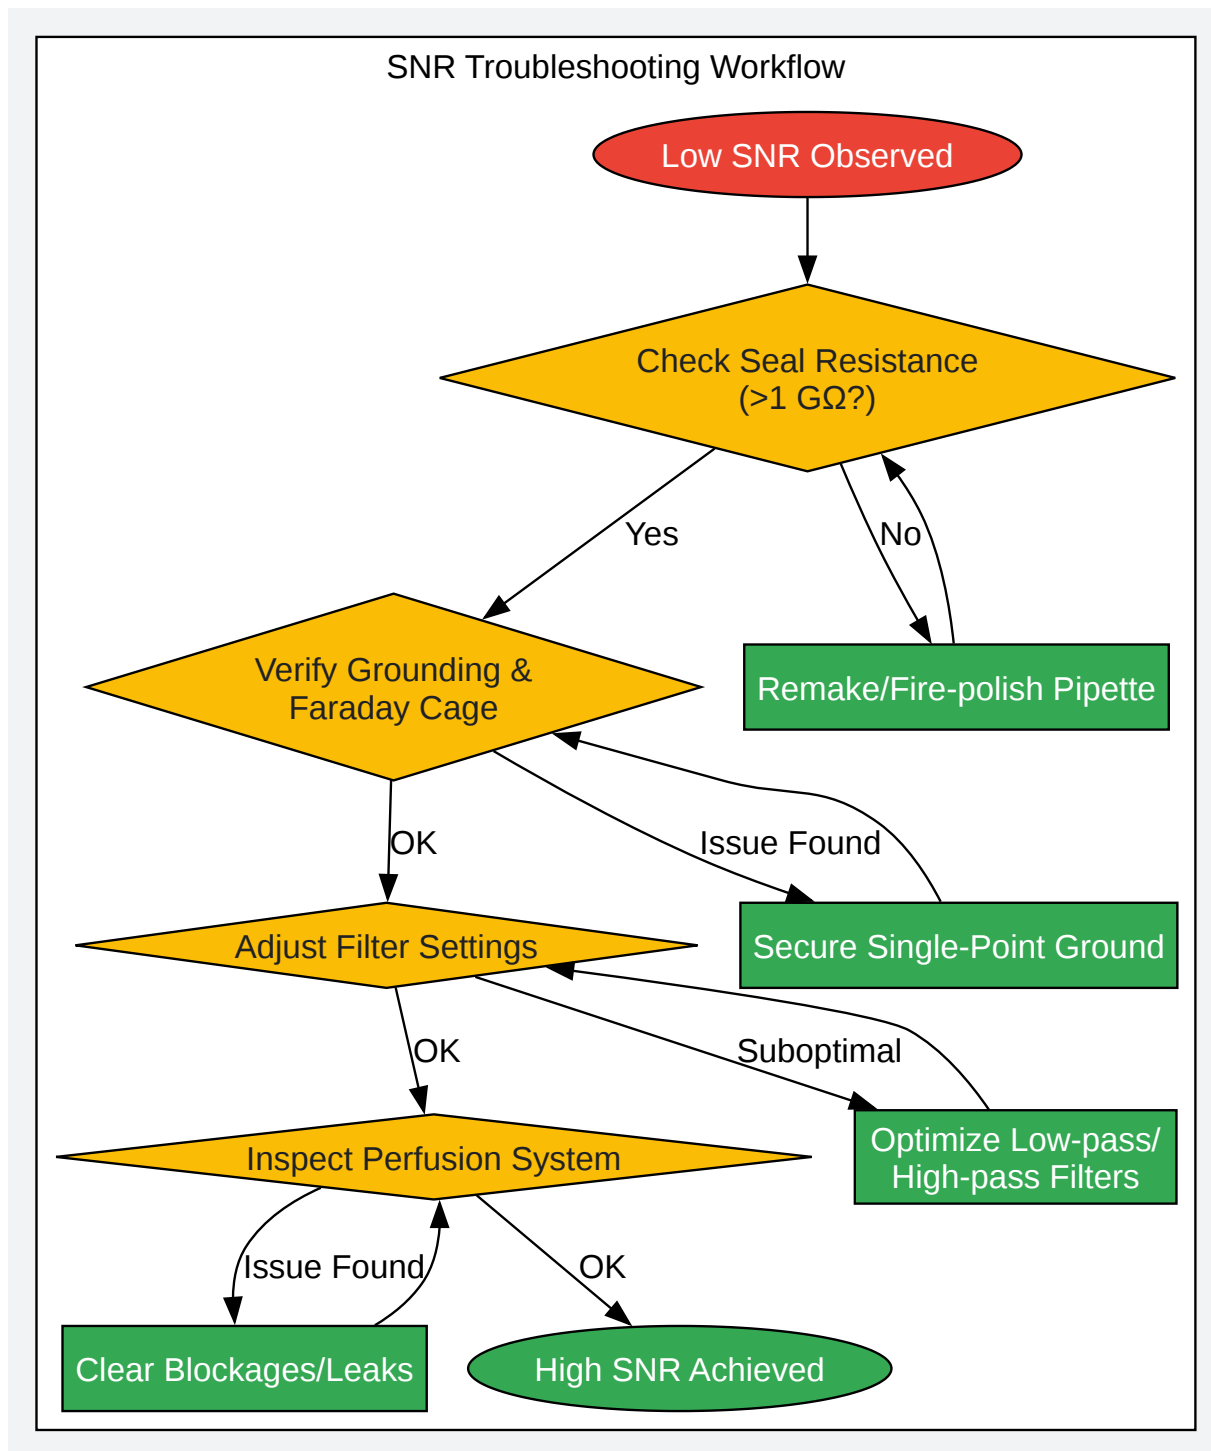 SNR Troubleshooting Workflow
Low SNR Observed
Check Seal Resistance
(>1 GΩ?)
Yes
No
Verify Grounding &
Faraday Cage
Remake/Fire-polish Pipette
OK
Issue Found
Adjust Filter Settings
Secure Single-Point Ground
OK
Suboptimal
Inspect Perfusion System
Optimize Low-pass/
High-pass Filters
Issue Found
OK
Clear Blockages/Leaks
High SNR Achieved